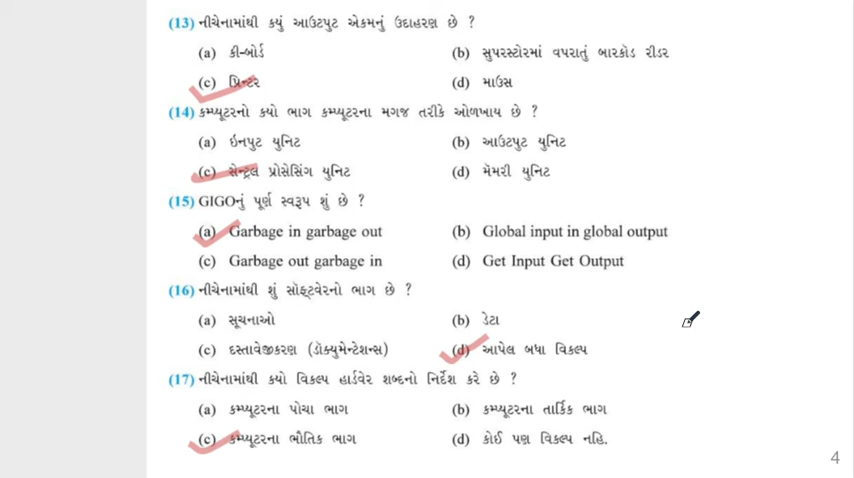 (13) નીચેનામાંથી કયું આઉટપુટ એકમનું ઉદાહરણ છે ?
(a) કી-બોર્ડ (b) સુપરસ્ટોરમાં વપરાતું બારકોડ રીડર
(c) પ્રિન્ટર (d) માઉસ
(14) કમ્પ્યૂટરનો કયો ભાગ કમ્પ્યૂટરના મગજ તરીકે ઓળખાય છે ?
(a) ઇનપુટ યુનિટ (b) આઉટપુટ યુનિટ
(c) સેન્ટ્રલ પ્રોસેસિંગ યુનિટ (d) મૅમરી યુનિટ
(15) GIGOનું પૂર્ણ સ્વરૂપ શું છે ?
(a) Garbage in garbage out (b) Global input in global output
(c) Garbage out garbage in (d) Get Input Get Output
(16) નીચેનામાંથી શું સૉફ્ટવેરનો ભાગ છે ?
(a) સૂચનાઓ (b) ડેટા
(c) દસ્તાવેજીકરણ (ડૉક્યુમેન્ટેશન્સ) (d) આપેલ બધા વિકલ્પ
(17) નીચેનામાંથી કયો વિકલ્પ હાર્ડવેર શબ્દનો નિર્દેશ કરે છે ?
(a) કમ્પ્યૂટરના પોચા ભાગ (b) કમ્પ્યૂટરના તાર્કિક ભાગ
(c) કમ્પ્યૂટરના ભૌતિક ભાગ (d) કોઈ પણ વિકલ્પ નહિ.
4